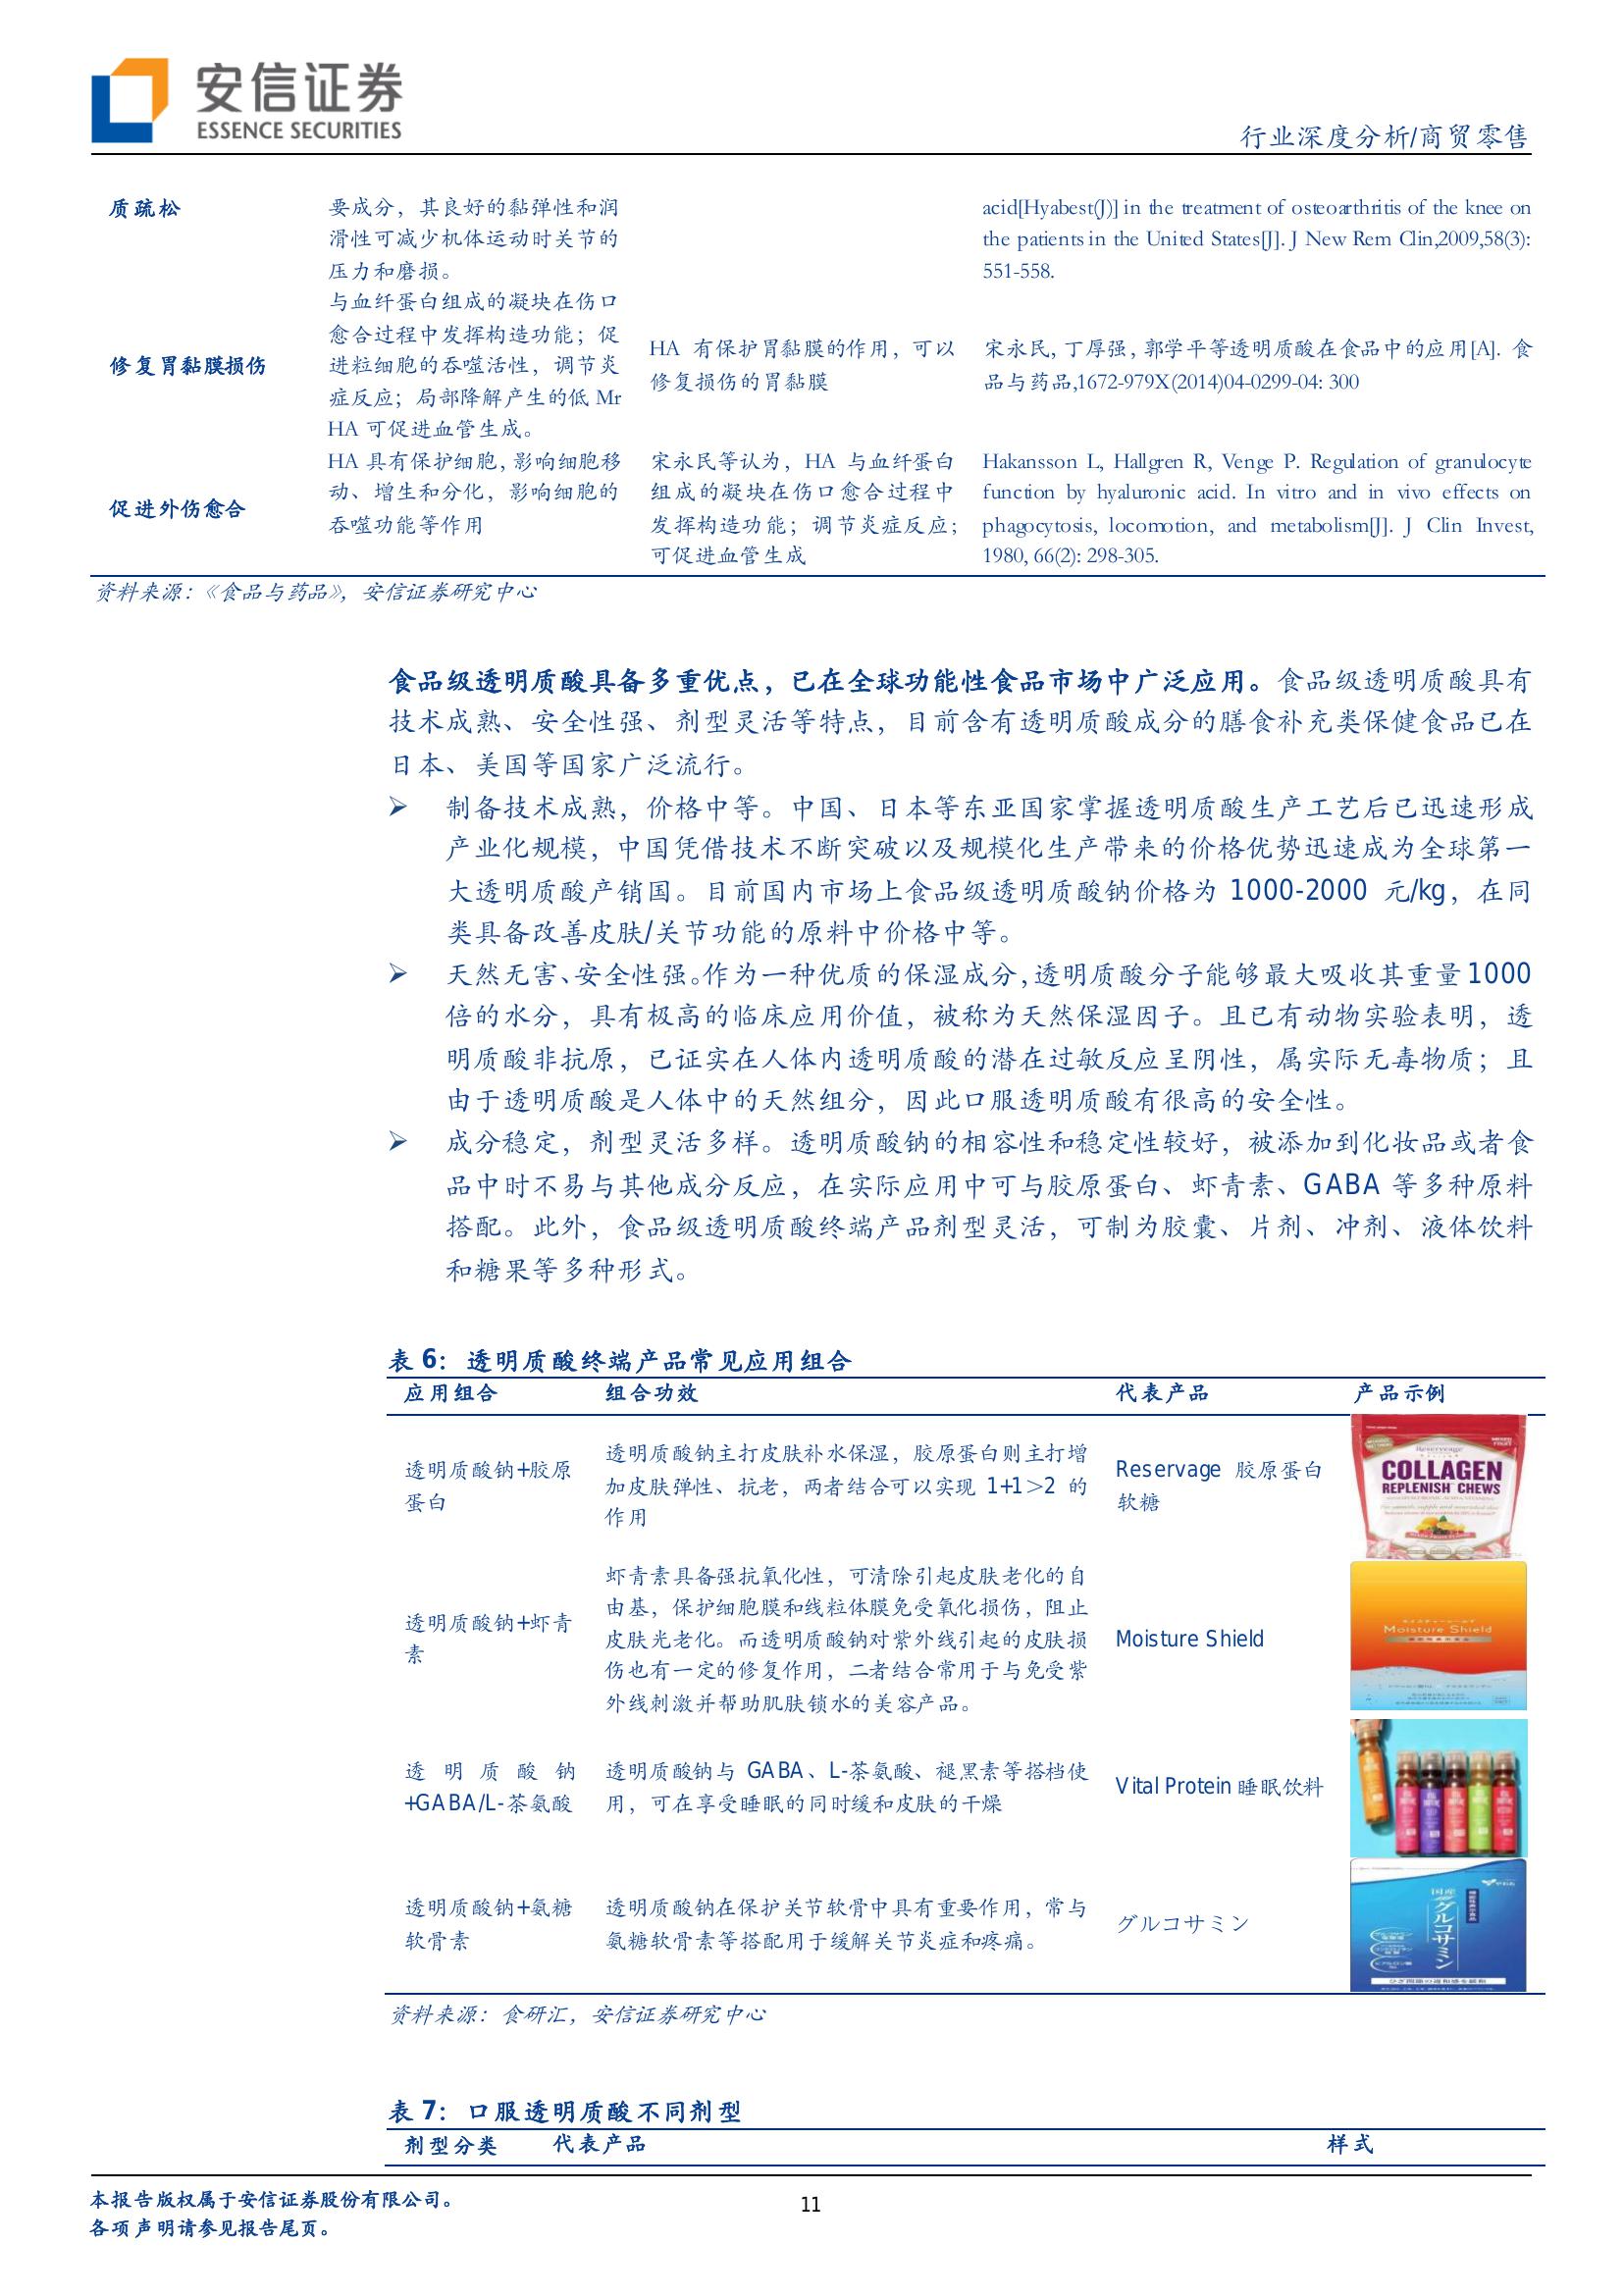 安信证券
ESSENCE SECURITIES
行业深度分析/商贸零售
质疏松
要成分，其良好的黏弹性和润
滑性可减少机体运动时关节的
压力和磨损。
acid[Hyabest(J)] in the treatment of osteoarthritis of the knee on
the patients in the United States[J]. J New Rem Clin,2009,58(3):
551-558.
修复胃黏膜损伤
与血纤蛋白组成的凝块在伤口
愈合过程中发挥构造功能；促
进粒细胞的吞噬活性，调节炎
症反应；局部降解产生的低 Mr
HA 可促进血管生成。
HA 有保护胃黏膜的作用，可以
修复损伤的胃黏膜
宋永民, 丁厚强, 郭学平等透明质酸在食品中的应用[A]. 食
品与药品,1672-979X(2014)04-0299-04: 300
促进外伤愈合
HA 具有保护细胞, 影响细胞移
动、增生和分化，影响细胞的
吞噬功能等作用
宋永民等认为，HA 与血纤蛋白
组成的凝块在伤口愈合过程中
发挥构造功能；调节炎症反应；
可促进血管生成
Hakansson L, Hallgren R, Venge P. Regulation of granulocyte
function by hyaluronic acid. In vitro and in vivo effects on
phagocytosis, locomotion, and metabolism[J]. J Clin Invest,
1980, 66(2): 298-305.
资料来源：《食品与药品》，安信证券研究中心
食品级透明质酸具备多重优点，已在全球功能性食品市场中广泛应用。食品级透明质酸具有
技术成熟、安全性强、剂型灵活等特点，目前含有透明质酸成分的膳食补充类保健食品已在
日本、美国等国家广泛流行。
➢ 制备技术成熟，价格中等。中国、日本等东亚国家掌握透明质酸生产工艺后已迅速形成
产业化规模，中国凭借技术不断突破以及规模化生产带来的价格优势迅速成为全球第一
大透明质酸产销国。目前国内市场上食品级透明质酸钠价格为 1000-2000 元/kg，在同
类具备改善皮肤/关节功能的原料中价格中等。
➢ 天然无害、安全性强。作为一种优质的保湿成分，透明质酸分子能够最大吸收其重量 1000
倍的水分，具有极高的临床应用价值，被称为天然保湿因子。且已有动物实验表明，透
明质酸非抗原，已证实在人体内透明质酸的潜在过敏反应呈阴性，属实际无毒物质；且
由于透明质酸是人体中的天然组分，因此口服透明质酸有很高的安全性。
➢ 成分稳定，剂型灵活多样。透明质酸钠的相容性和稳定性较好，被添加到化妆品或者食
品中时不易与其他成分反应，在实际应用中可与胶原蛋白、虾青素、GABA 等多种原料
搭配。此外，食品级透明质酸终端产品剂型灵活，可制为胶囊、片剂、冲剂、液体饮料
和糖果等多种形式。
表 6：透明质酸终端产品常见应用组合
应用组合 组合功效 代表产品 产品示例
透明质酸钠+胶原
蛋白
透明质酸钠主打皮肤补水保湿，胶原蛋白则主打增
加皮肤弹性、抗老，两者结合可以实现 1+1＞2 的
作用
Reservage 胶原蛋白
软糖
Reserveage
COLLAGEN
REPLENISH CHEWS
透明质酸钠+虾青
素
虾青素具备强抗氧化性，可清除引起皮肤老化的自
由基，保护细胞膜和线粒体膜免受氧化损伤，阻止
皮肤光老化。而透明质酸钠对紫外线引起的皮肤损
伤也有一定的修复作用，二者结合常用于与免受紫
外线刺激并帮助肌肤锁水的美容产品。
Moisture Shield
Moisture Shield
透明质酸钠
+GABA/L-茶氨酸
透明质酸钠与 GABA、L-茶氨酸、褪黑素等搭档使
用，可在享受睡眠的同时缓和皮肤的干燥
Vital Protein 睡眠饮料
透明质酸钠+氨糖
软骨素
透明质酸钠在保护关节软骨中具有重要作用，常与
氨糖软骨素等搭配用于缓解关节炎症和疼痛。
グルコサミン
国産
グルコサミン
资料来源：食研汇，安信证券研究中心
表 7：口服透明质酸不同剂型
剂型分类 代表产品 样式
本报告版权属于安信证券股份有限公司。
各项声明请参见报告尾页。
11